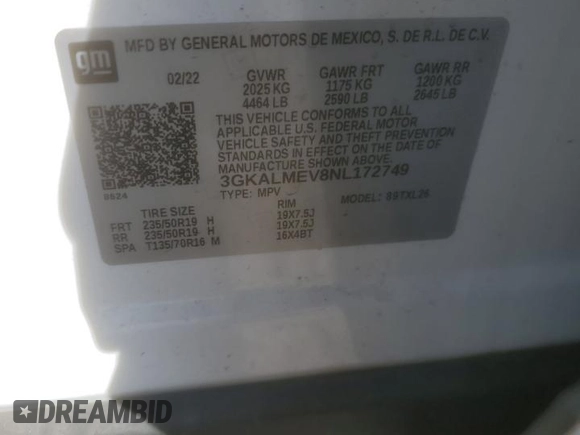 gm
MFD BY GENERAL MOTORS DE MEXICO, S. DE R.L. DE C.V.
02/22 GVWR GAWR FRT GAWR RR
2025 KG 1175 KG 1200 KG
4464 LB 2590 LB 2645 LB
THIS VEHICLE CONFORMS TO ALL
APPLICABLE U.S. FEDERAL MOTOR
VEHICLE SAFETY AND THEFT PREVENTION
STANDARDS IN EFFECT ON THE DATE OF
MANUFACTURE SHOWN ABOVE.
3GKALMEV8NL172749
0524 TYPE: MPV S9TXL26
TIRE SIZE RIM
FRT 235/50R19 H 19X7.5J
RR 235/50R19 H 19X7.5J
SPA T135/70R16 M 16X4BT
DREAMBID